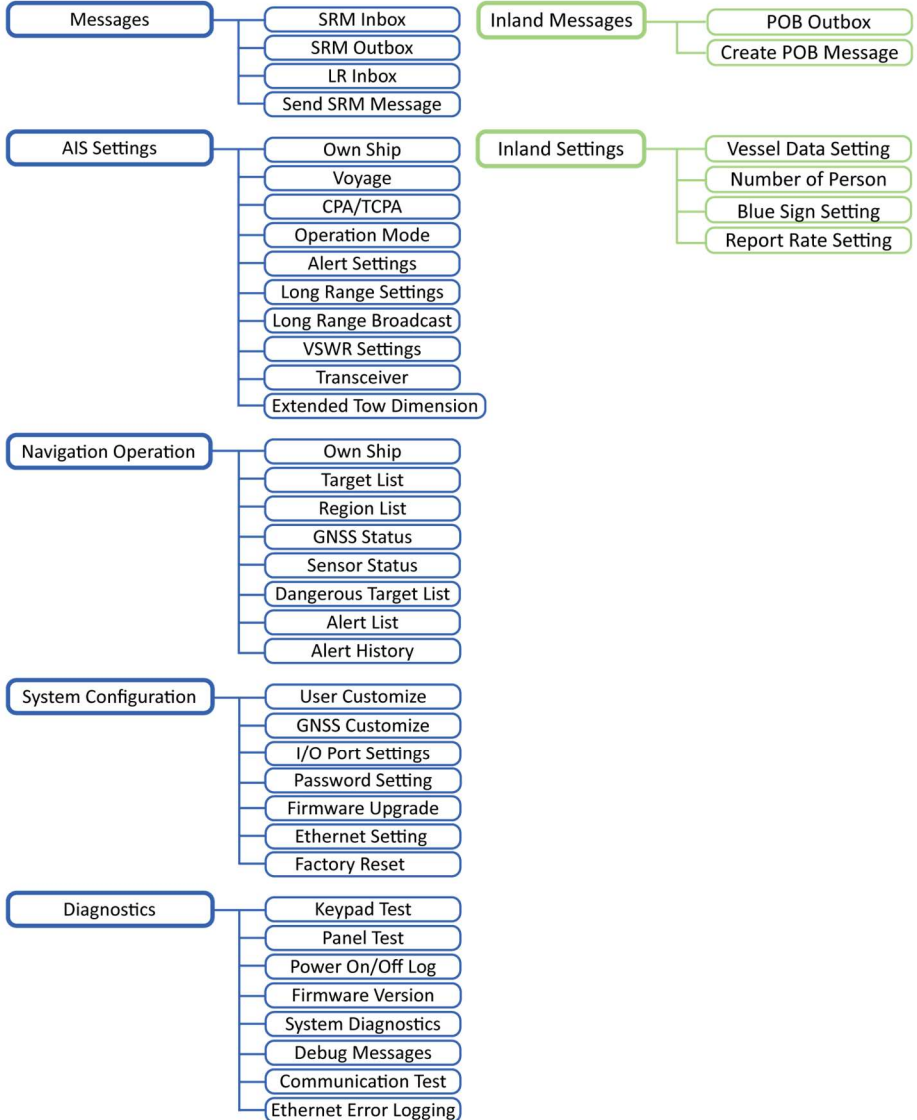 Messages
SRM Inbox
SRM Outbox
LR Inbox
Send SRM Message
Inland Messages
POB Outbox
Create POB Message
AIS Settings
Own Ship
Voyage
CPA/TCPA
Operation Mode
Alert Settings
Long Range Settings
Long Range Broadcast
VSWR Settings
Transceiver
Extended Tow Dimension
Inland Settings
Vessel Data Setting
Number of Person
Blue Sign Setting
Report Rate Setting
Navigation Operation
Own Ship
Target List
Region List
GNSS Status
Sensor Status
Dangerous Target List
Alert List
Alert History
System Configuration
User Customize
GNSS Customize
I/O Port Settings
Password Setting
Firmware Upgrade
Ethernet Setting
Factory Reset
Diagnostics
Keypad Test
Panel Test
Power On/Off Log
Firmware Version
System Diagnostics
Debug Messages
Communication Test
Ethernet Error Logging